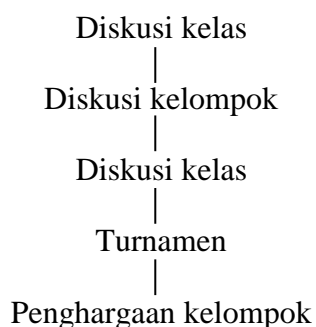 Diskusi kelas
Diskusi kelompok
Diskusi kelas
Turnamen
Penghargaan kelompok